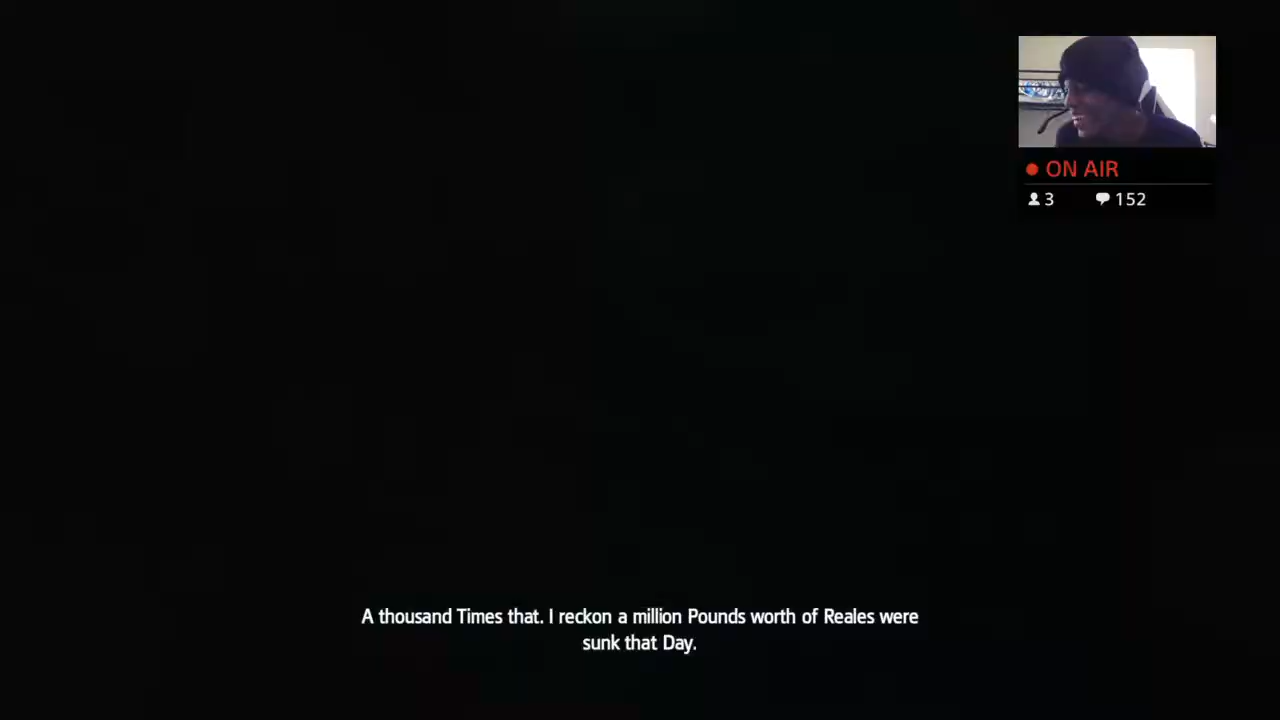 ON AIR
3 152
A thousand Times that. I reckon a million Pounds worth of Reales were
sunk that Day.